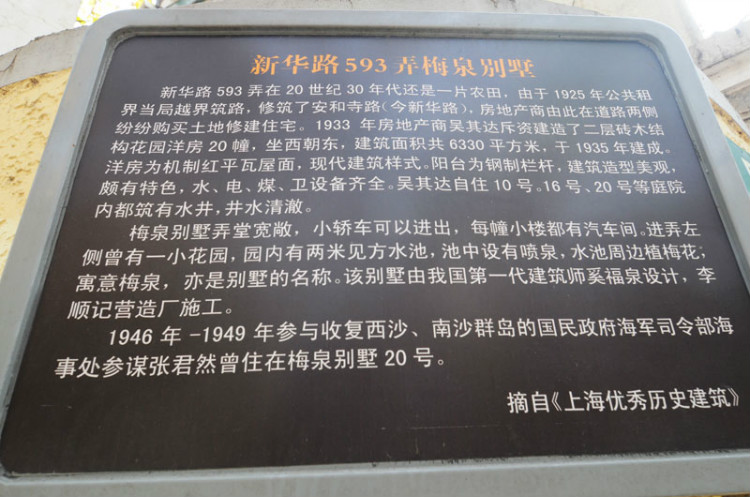 新华路593弄梅泉别墅
新华路593弄在20世纪30年代还是一片农田，由于1925年公共租
界当局越界筑路，修筑了安和寺路（今新华路），房地产商由此在道路两侧
纷纷购买土地修建住宅。1933年房地产商吴其达斥资建造了二层砖木结
构花园洋房20幢，坐西朝东，建筑面积共6330平方米，于1935年建成。
洋房为机制红平瓦屋面，现代建筑样式。阳台为钢制栏杆，建筑造型美观，
颇有特色，水、电、煤、卫设备齐全。吴其达自住10号。16号、20号等庭院
内都筑有水井，井水清澈。
梅泉别墅弄堂宽敞，小轿车可以进出，每幢小楼都有汽车间。进弄左
侧曾有一小花园，园内有两米见方水池，池中设有喷泉，水池周边植梅花；
寓意梅泉，亦是别墅的名称。该别墅由我国第一代建筑师奚福泉设计，李
顺记营造厂施工。
1946年-1949年参与收复西沙、南沙群岛的国民政府海军司令部海
事处参谋张君然曾住在梅泉别墅20号。
摘自《上海优秀历史建筑》